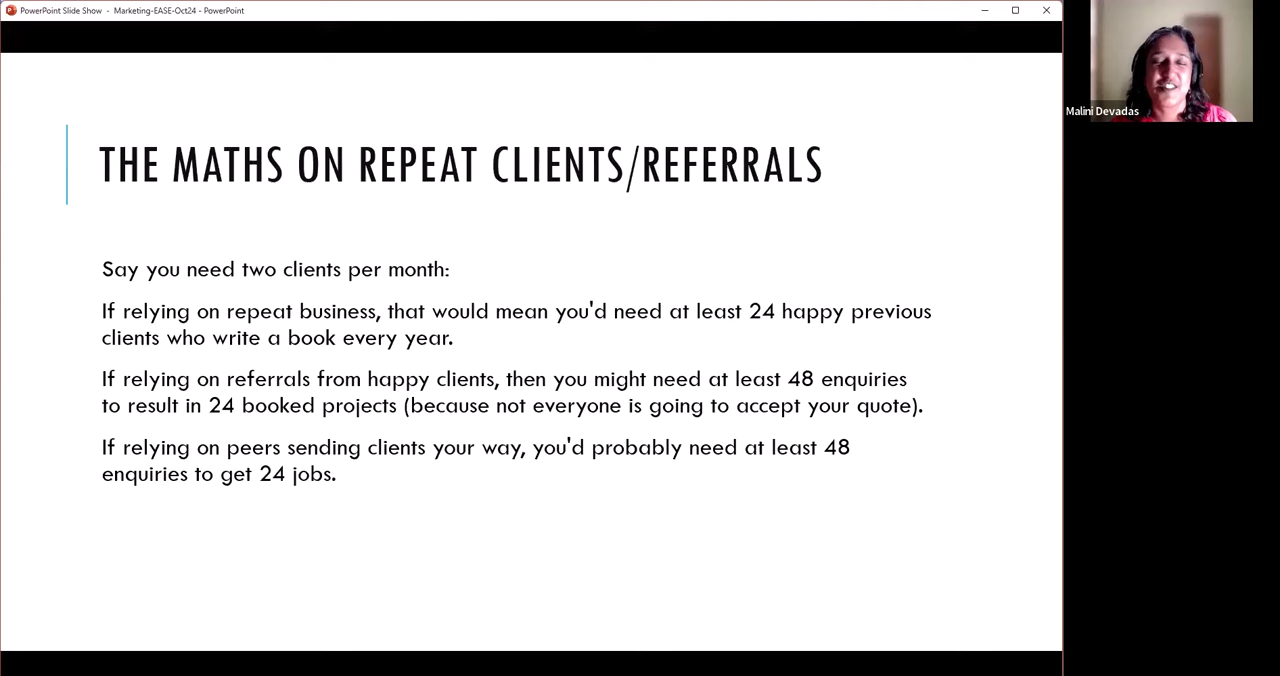 PowerPoint Slide Show - Marketing-EASE-Oct24 - PowerPoint
Malini Devadas
THE MATHS ON REPEAT CLIENTS/REFERRALS
Say you need two clients per month:
If relying on repeat business, that would mean you'd need at least 24 happy previous
clients who write a book every year.
If relying on referrals from happy clients, then you might need at least 48 enquiries
to result in 24 booked projects (because not everyone is going to accept your quote).
If relying on peers sending clients your way, you'd probably need at least 48
enquiries to get 24 jobs.